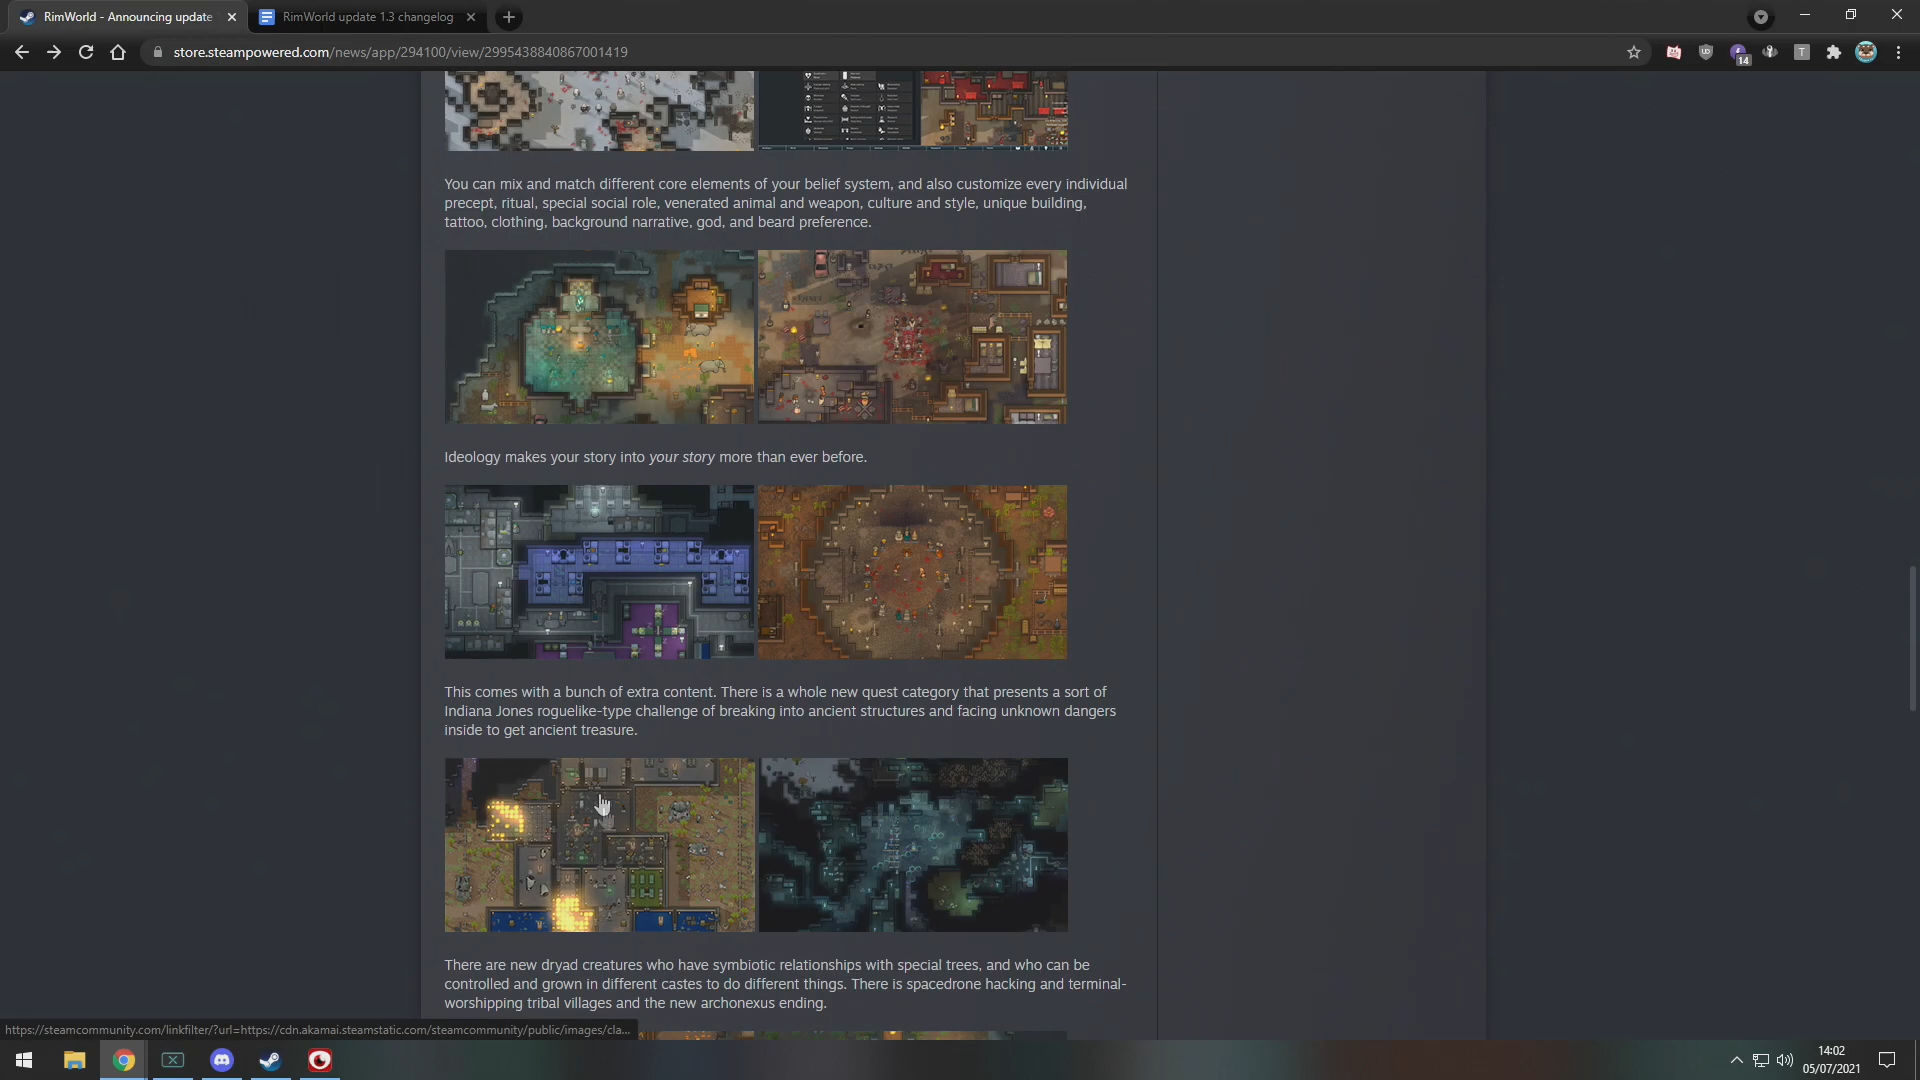 RimWorld - Announcing update
RimWorld update 1.3 changelog
store.steampowered.com/news/app/294100/view/2995438840867001419
14
T
You can mix and match different core elements of your belief system, and also customize every individual
precept, ritual, special social role, venerated animal and weapon, culture and style, unique building,
tattoo, clothing, background narrative, god, and beard preference.
Ideology makes your story into your story more than ever before.
This comes with a bunch of extra content. There is a whole new quest category that presents a sort of
Indiana Jones roguelike-type challenge of breaking into ancient structures and facing unknown dangers
inside to get ancient treasure.
There are new dryad creatures who have symbiotic relationships with special trees, and who can be
controlled and grown in different castes to do different things. There is spacedrone hacking and terminal-
worshipping tribal villages and the new archonexus ending.
https://steamcommunity.com/linkfilter/?url=https://cdn.akamai.steamstatic.com/steamcommunity/public/images/cla...
14:02
05/07/2021